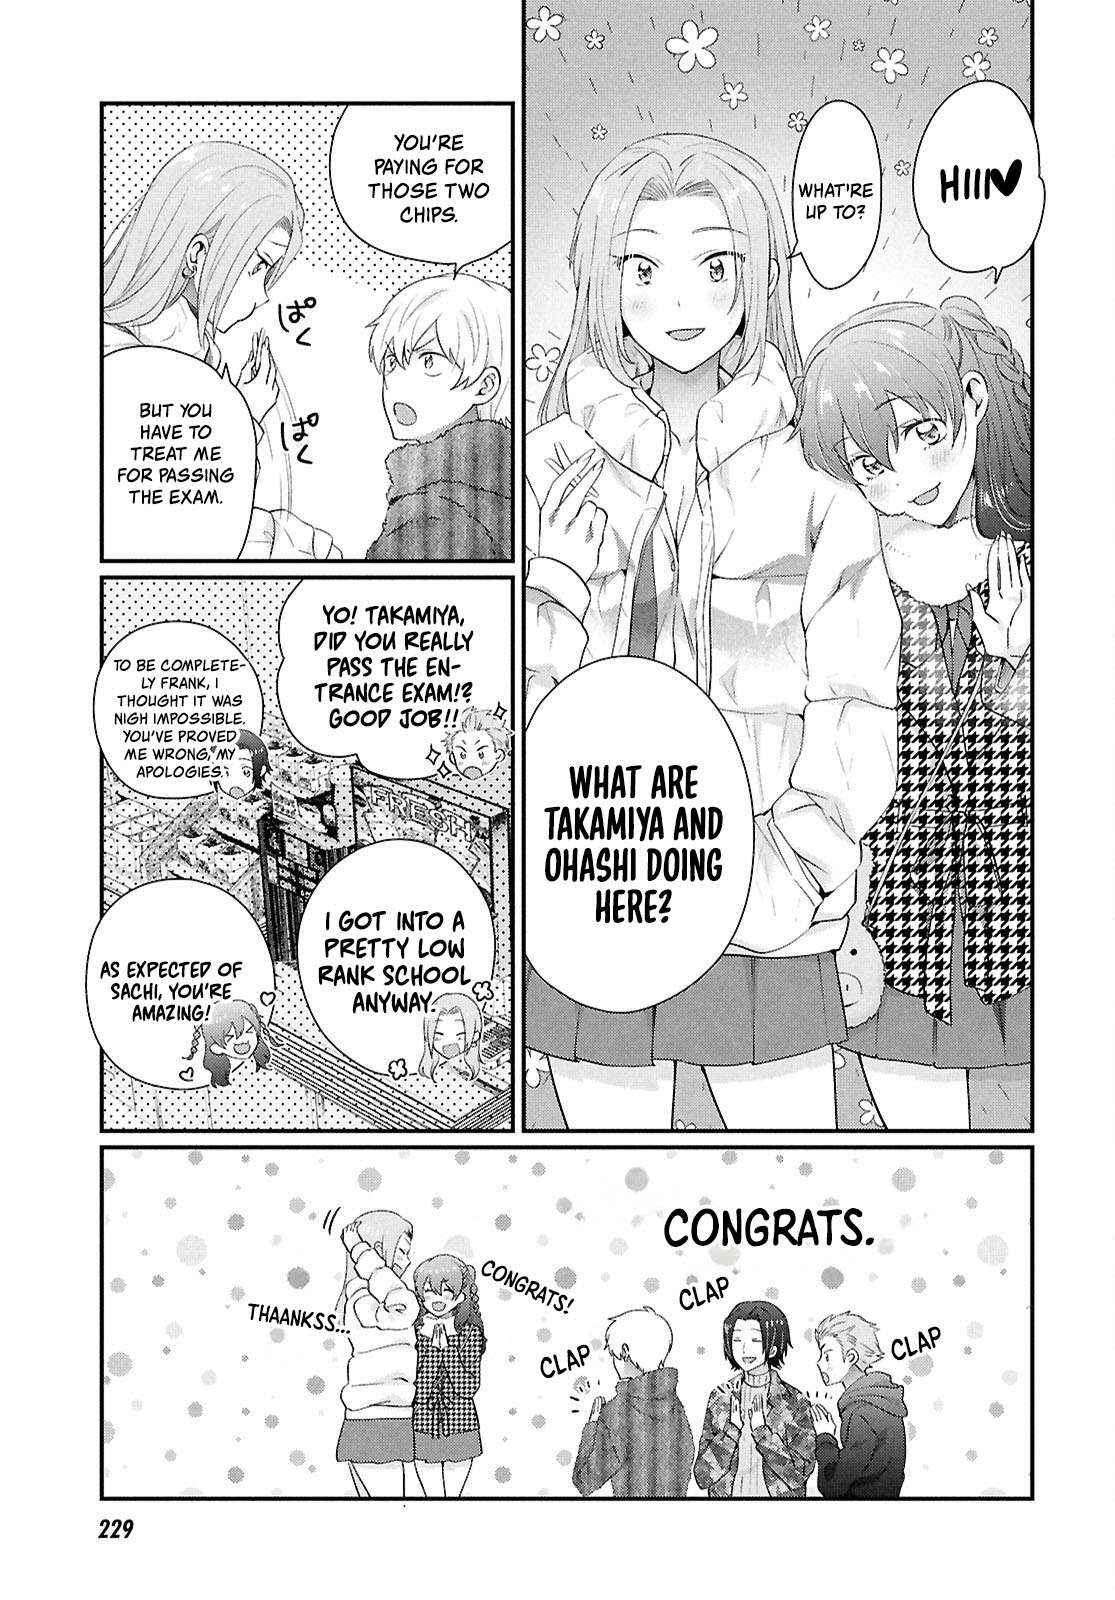 HIII♥
WHAT'RE
UP TO?
WHAT ARE
TAKAMIYA AND
OHASHI DOING
HERE?
YOU'RE
PAYING FOR
THOSE TWO
CHIPS.
ぱく
ぱく
BUT YOU
HAVE TO
TREAT ME
FOR PASSING
THE EXAM.
YO! TAKAMIYA,
DID YOU REALLY
PASS THE EN-
TRANCE EXAM!?
GOOD JOB!!
TO BE COMPLETE-
LY FRANK, I
THOUGHT IT WAS
NIGH IMPOSSIBLE.
YOU'VE PROVED
ME WRONG, MY
APOLOGIES.
FRESH
I GOT INTO A
PRETTY LOW
RANK SCHOOL
ANYWAY.
AS EXPECTED OF
SACHI, YOU'RE
AMAZING!
CONGRATS.
CLAP
CLAP
CLAP
CONGRATS!
THAANKSS...
229